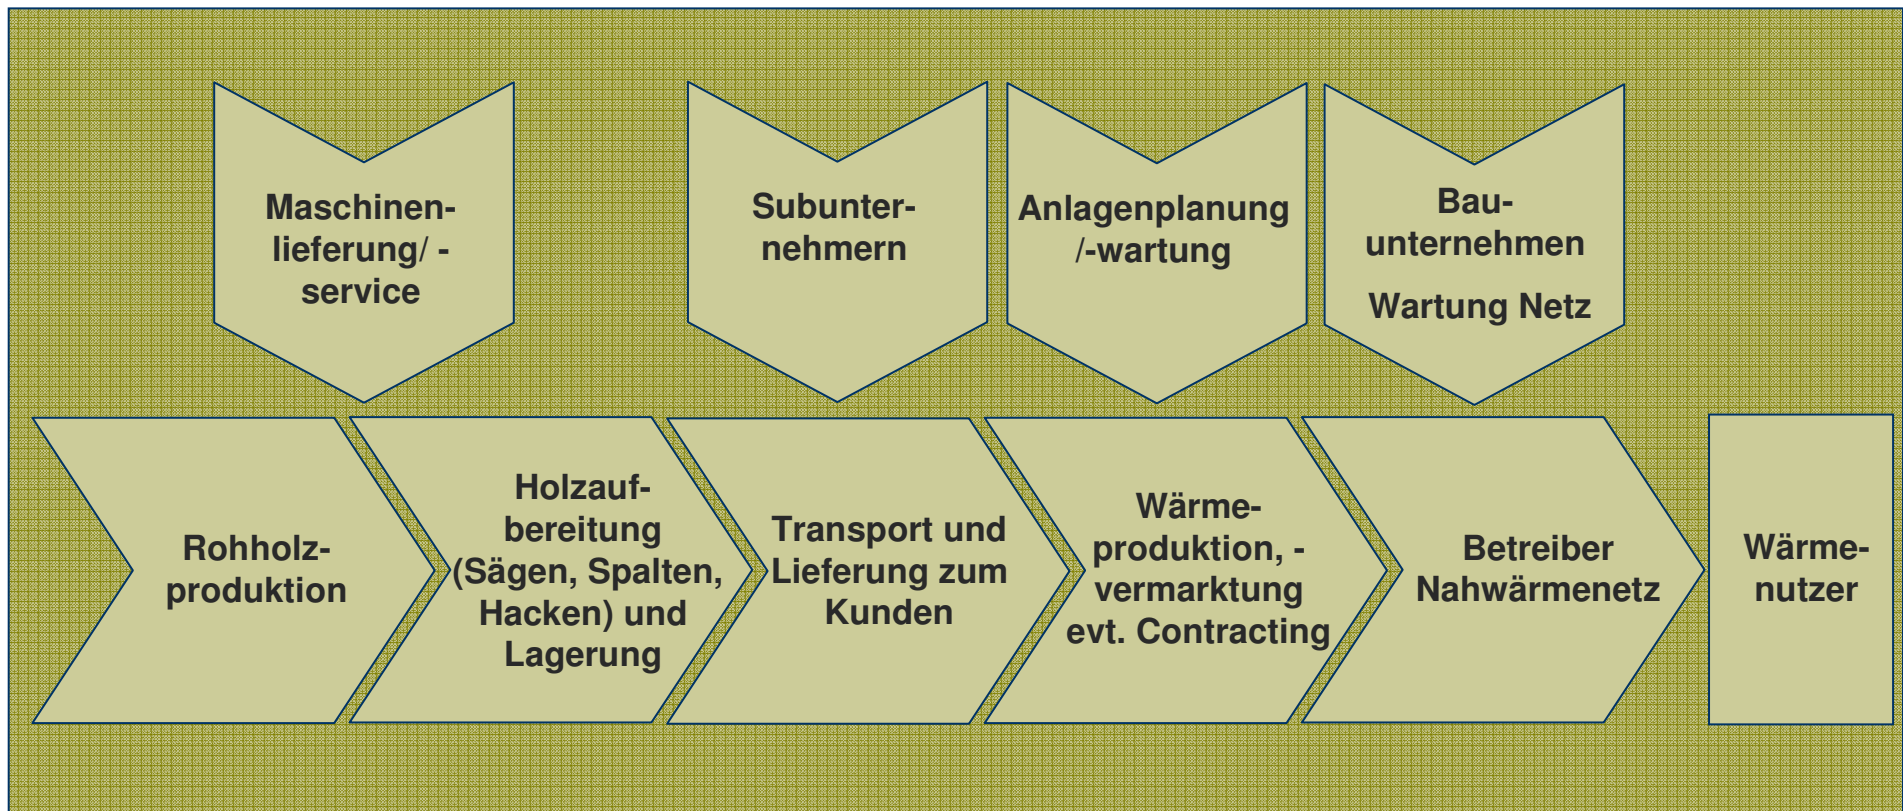 Maschinen-
lieferung/ -
service
Subunter-
nehmern
Anlagenplanung
/-wartung
Bau-
unternehmen
Wartung Netz
Rohholz-
produktion
Holzauf-
bereitung
(Sägen, Spalten,
Hacken) und
Lagerung
Transport und
Lieferung zum
Kunden
Wärme-
produktion, -
vermarktung
evt. Contracting
Betreiber
Nahwärmenetz
Wärme-
nutzer